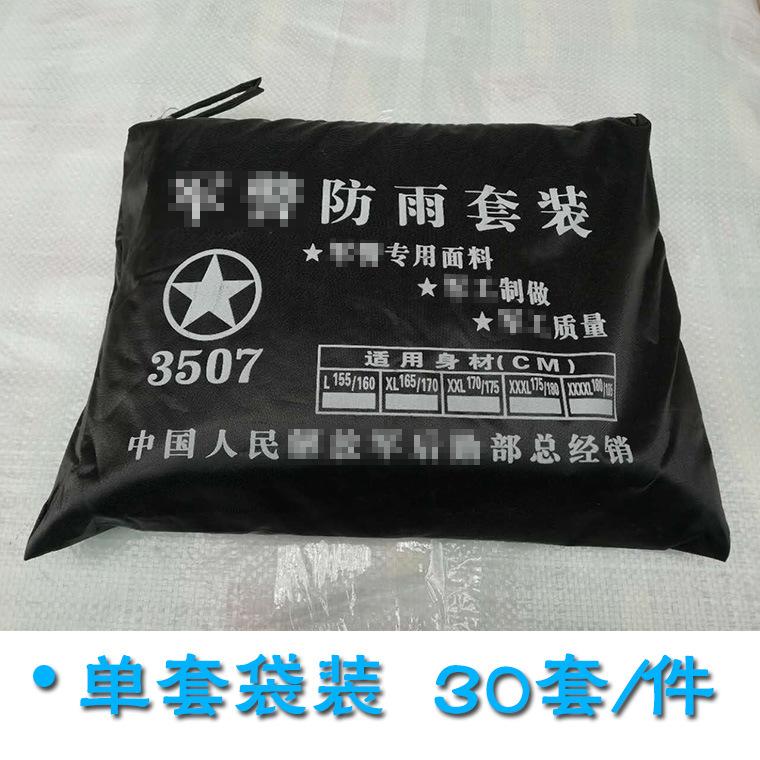 防雨套装
★专用面料
★制做
★质量
3507
适用身材(CM)
L 155/160 XL 165/170 XXL 170/175 XXXL 175/180 XXXXL 180/185
中国人民部总经销
•单套袋装 30套/件